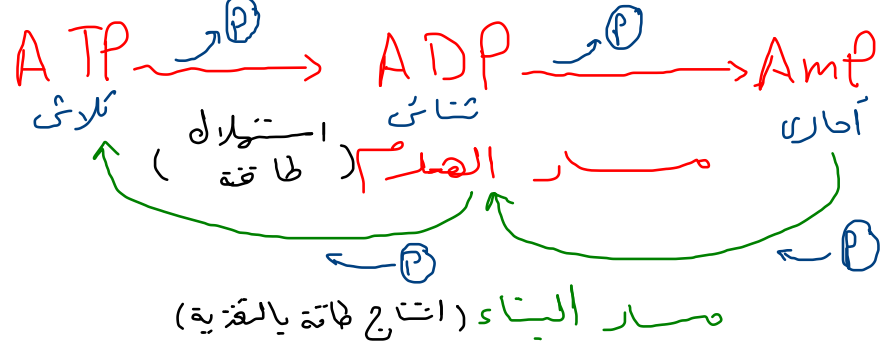 P P
ATP ADP AmP
ثلاثي ثنائي أحادي
مسار الهدم (استهلاك طاقة)
P
P
مسار البناء (انتاج طاقة بالتغذية)